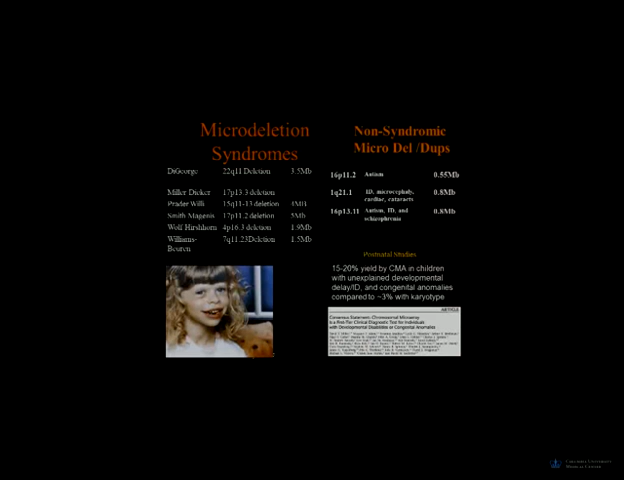 Microdeletion
Syndromes
DiGeorge 22q11 Deletion 3.5Mb
Miller Dieker 17p13.3 deletion
Prader Willi 15q11-13 deletion 4Mb
Smith Magenis 17p11.2 deletion 5Mb
Wolf Hirshhorn 4p16.3 deletion 1.9Mb
Williams- 7q11.23Deletion 1.5Mb
Beuren
Non-Syndromic
Micro Del /Dups
16p11.2 Autism 0.55Mb
1q21.1 ID, microcephaly, 0.8Mb
cardiac, cataracts
16p13.11 Autism, ID, and 0.8Mb
schizophrenia
Postnatal Studies
15-20% yield by CMA in children
with unexplained developmental
delay/ID, and congenital anomalies
compared to ~3% with karyotype
ARTICLE
Consensus Statement: Chromosomal Microarray
Is a First-Tier Clinical Diagnostic Test for Individuals
with Developmental Disabilities or Congenital Anomalies
Columbia University
Medical Center